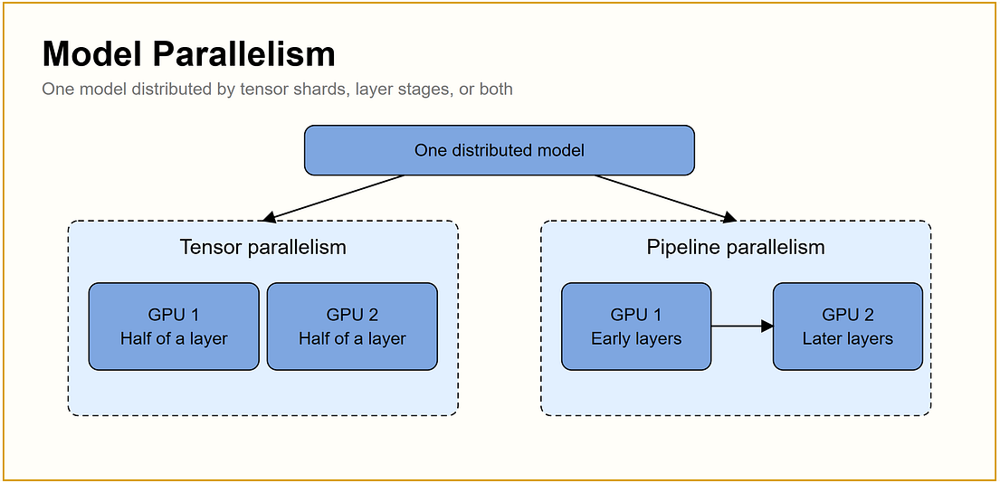 Model Parallelism
One model distributed by tensor shards, layer stages, or both
One distributed model
Tensor parallelism
GPU 1
Half of a layer
GPU 2
Half of a layer
Pipeline parallelism
GPU 1
Early layers
GPU 2
Later layers